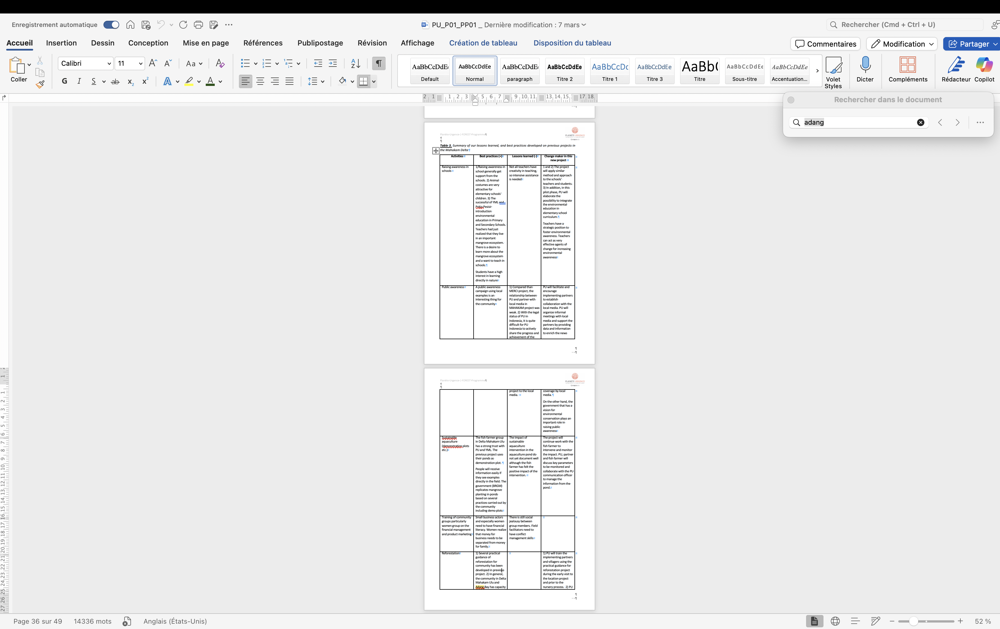 Enregistrement automatique
PU_P01_PP01 _ Dernière modification : 7 mars
Rechercher (Cmd + Ctrl + U)
Accueil Insertion Dessin Conception Mise en page Références Publipostage Révision Affichage Création de tableau Disposition du tableau
Commentaires Modification Partager
Coller
Calibri 11
G I S ab
AaBbCcDdEe Default
AaBbCcDdEe Normal
AaBbCcDdEe paragraph
AaBbCcDdEe Titre 2
AaBbCcDc Titre 1
AaBbCcDdEe Titre 3
AaBb( Titre
AaBbCcDdEe Sous-titre
AaBbCcDdEe Accentuation...
Volet Styles
Dicter
Compléments
Rédacteur
Copilot
Rechercher dans le document
adang
Planète Urgence | FOREST Programme
PLANETE URGENCE
Table 3. Summary of our lessons learned, and best practices developed on previous projects in
the Mahakam Delta
Activities
Best practices (+)
Lessons learned (-)
Change maker in this
new project
Raising awareness in
schools
1/Raising awareness in
school generally get
support from the
schools. 2) Animal
costumes are very
attractive for
elementary schools'
children. 3) The
successful of YML and
Pokja Pesisir
introduction
environmental
education in Primary
and Secondary Schools.
Teachers had just
realized that they live
in an important
mangrove ecosystem.
There is a desire to
learn more about the
mangrove ecosystem
and a want to teach in
schools.
Students have a high
interest in learning
directly in nature
Not all teachers have
creativity in teaching,
so intensive assistance
is needed
1 and 2) The project
will apply similar
method and approach
to the schools'
teachers and students.
3) In addition, in this
pilot phase, PU will
elaborate the
possibility to integrate
the environmental
education in
elementary school
curriculum.
Teachers have a
strategic position to
foster environmental
awareness. Teachers
can act as very
effective agents of
change for increasing
environmental
awareness
Public awareness
A public awareness
campaign using local
examples is an
interesting thing for
the community
1) Compared than
MERCI project, the
relationship between
PU and partner with
local media in
MAHAKAM project was
weak. 2) With the legal
status of PU in
Indonesia, it is quite
difficult for PU
Indonesia to actively
share the progress and
achievement of the
PU will facilitate and
encourage
implementing partners
to establish
collaboration with the
local media. PU will
organize informal
meetings with local
media and support the
partners by providing
data and information
to enrich the news
Planète Urgence | FOREST Programme
PLANETE URGENCE
project to the local
media.
coverage by local
media.
On the other hand, the
government that has a
vision for
environmental
conservation plays an
important role in
raising public
awareness
Sustainable
aquaculture
(demonstration plots
etc.)
The fish farmer group
in Delta Mahakam Ulu
has a strong trust with
PU and YML. The
previous project uses
their ponds as
demonstration plot.
People will receive
information easily if
they see examples
directly in the field. The
government (BRGM)
replicates mangrove
planting in ponds
based on several
practices carried out by
the community
including demo plots
The impact of
sustainable
aquaculture
intervention in the
aquaculture pond do
not yet document well
although the fish
farmer has felt the
positive impact of the
intervention.
The project will
continue work with the
fish farmer to
intervene and monitor
the impact. PU, partner
and fish farmer will
discuss key parameters
to be monitored and
collaborate with the PU
communication officer
to manage the
information from the
pond.
Training of community
groups particularly
women group on the
financial management
and product marketing
Small business actors
and especially women
need to have financial
literacy. Women realize
that money for
business needs to be
separated from money
for family.
There is still social
jealousy between
group members. Field
facilitators need to
have conflict
management skills
Reforestation
1) Several practical
guidance of
reforestation for
community has been
developed in previous
project. 2) In general,
the community in Delta
Mahakam Ulu and
Adang Bay has capacity
1) PU will train the
implementing partners
and villagers using the
practical guidance for
reforestation project
during the early visit to
the location project
and prior to the
nursery process. 2) PU
Page 36 sur 49 14336 mots Anglais (États-Unis) 52 %